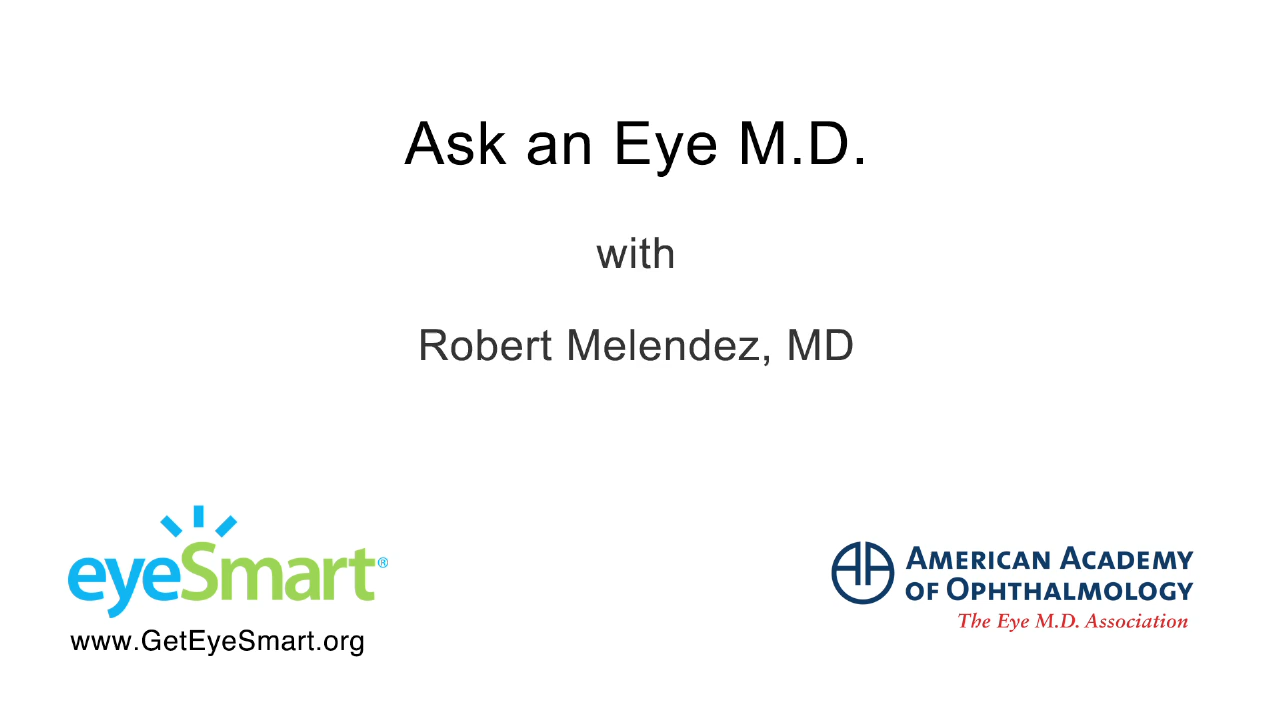 Ask an Eye M.D.
with
Robert Melendez, MD
eyeSmart®
www.GetEyeSmart.org
AMERICAN ACADEMY
OF OPHTHALMOLOGY
The Eye M.D. Association